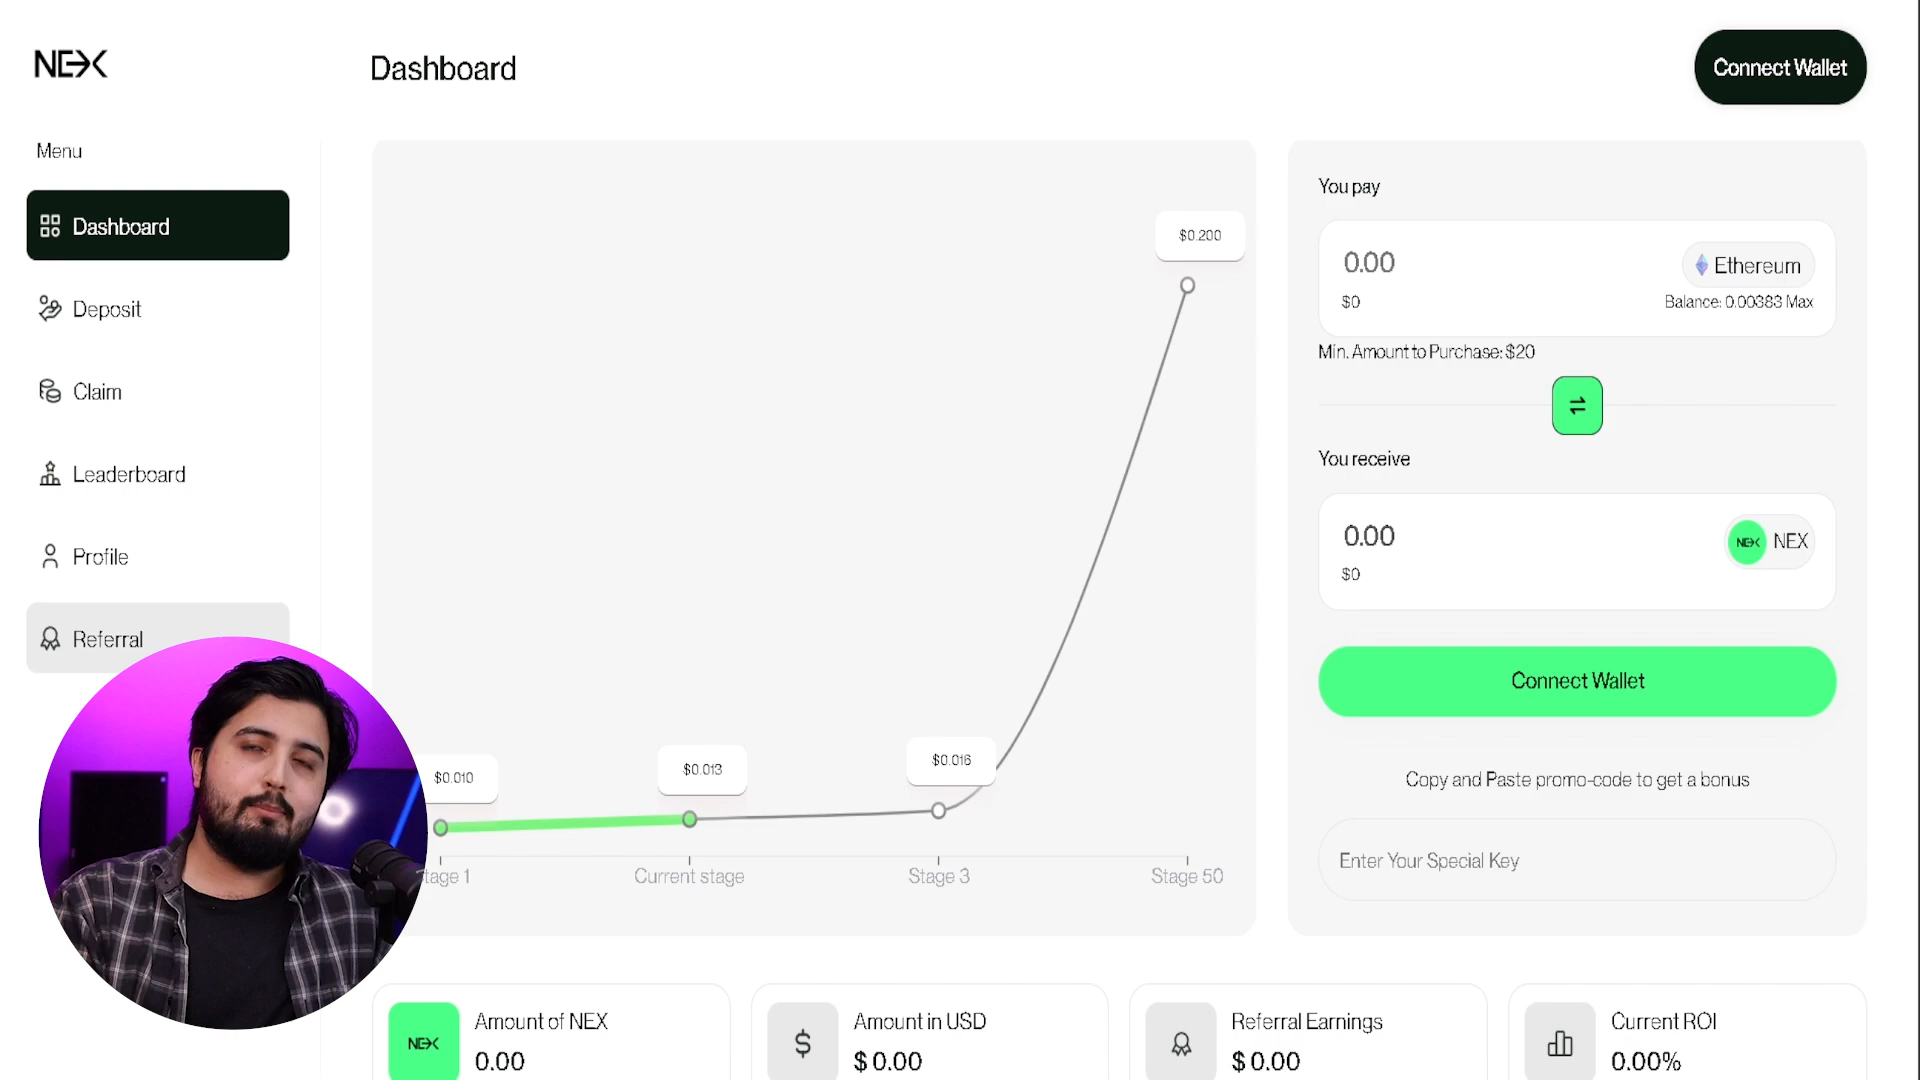 NEX
Dashboard
Connect Wallet
Menu
Dashboard
Deposit
Claim
Leaderboard
Profile
Referral
$0.200
$0.010
$0.013
$0.016
tage 1
Current stage
Stage 3
Stage 50
You pay
0.00
Ethereum
$0
Balance: 0.00383 Max
Min. Amount to Purchase: $20
You receive
0.00
NEX NEX
$0
Connect Wallet
Copy and Paste promo-code to get a bonus
Enter Your Special Key
NEX
Amount of NEX
0.00
$
Amount in USD
$ 0.00
Referral Earnings
$ 0.00
Current ROI
0.00%